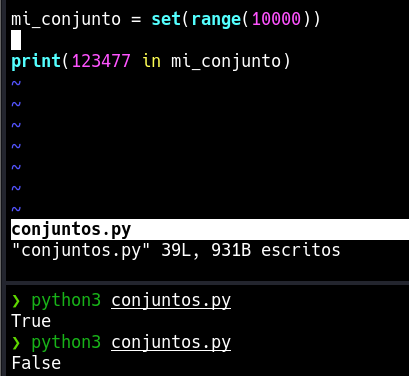 mi_conjunto = set(range(10000))
print(123477 in mi_conjunto)
~
~
~
~
~
~
~
conjuntos.py
"conjuntos.py" 39L, 931B escritos
❯ python3 conjuntos.py
True
❯ python3 conjuntos.py
False